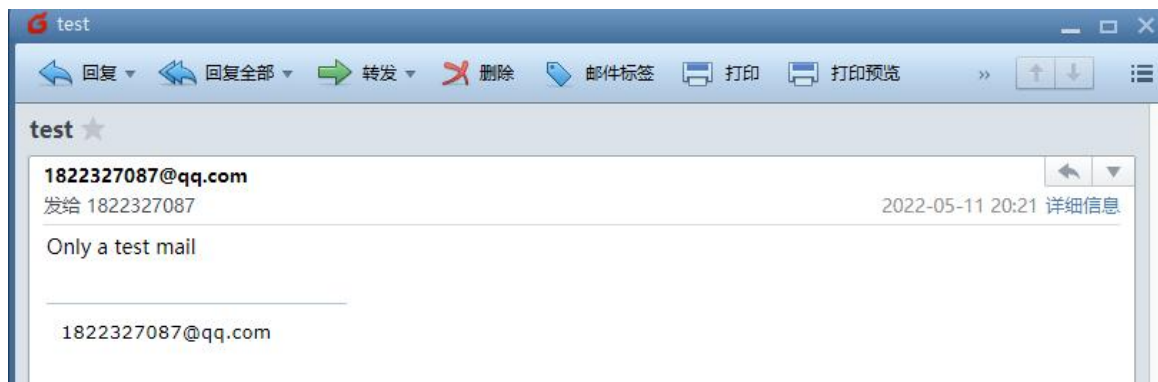 test
回复 回复全部 转发 删除 邮件标签 打印 打印预览 »
test
1822327087@qq.com
发给 1822327087 2022-05-11 20:21 详细信息
Only a test mail
1822327087@qq.com